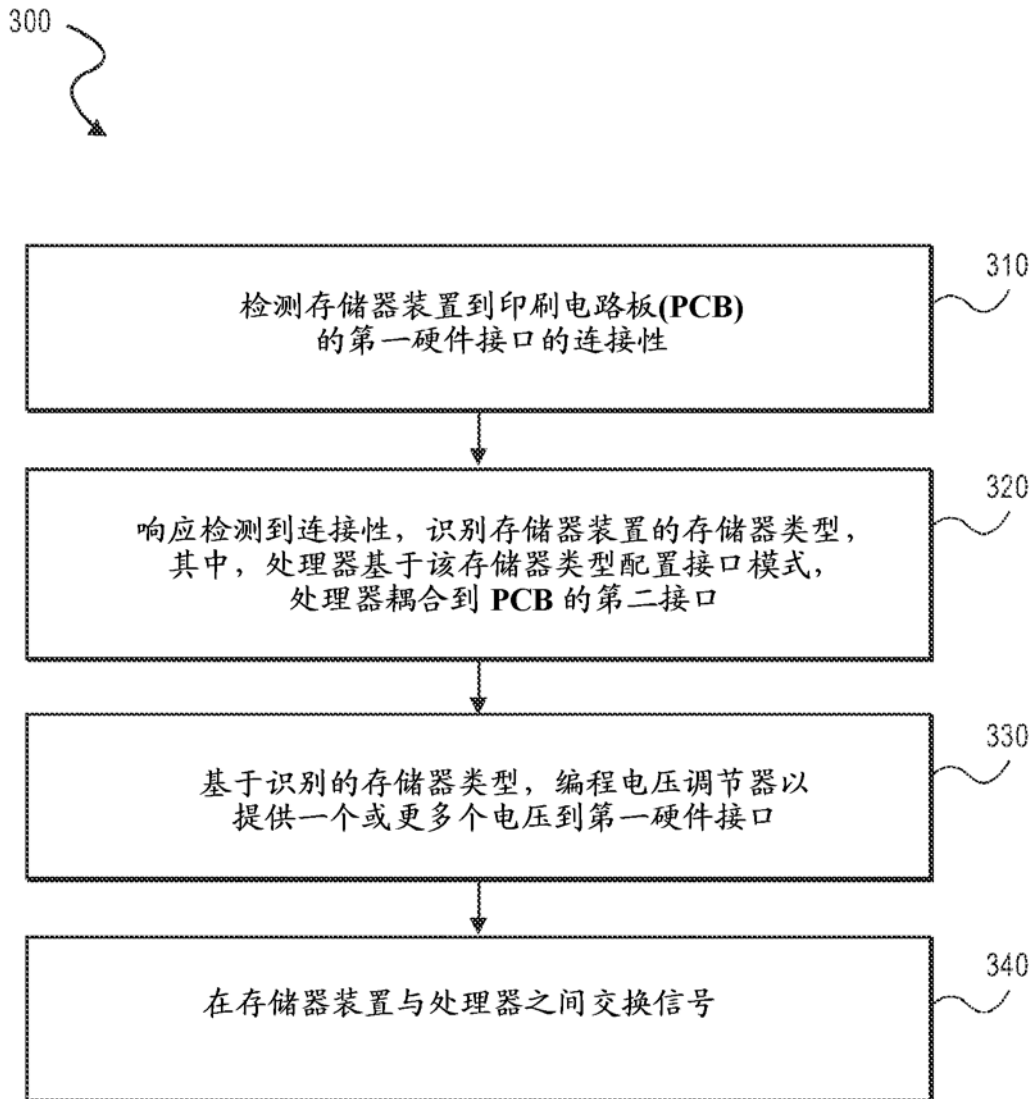 300
310
检测存储器装置到印刷电路板(PCB)
的第一硬件接口的连接性
320
响应检测到连接性，识别存储器装置的存储器类型，
其中，处理器基于该存储器类型配置接口模式，
处理器耦合到 PCB 的第二接口
330
基于识别的存储器类型，编程电压调节器以
提供一个或更多个电压到第一硬件接口
340
在存储器装置与处理器之间交换信号